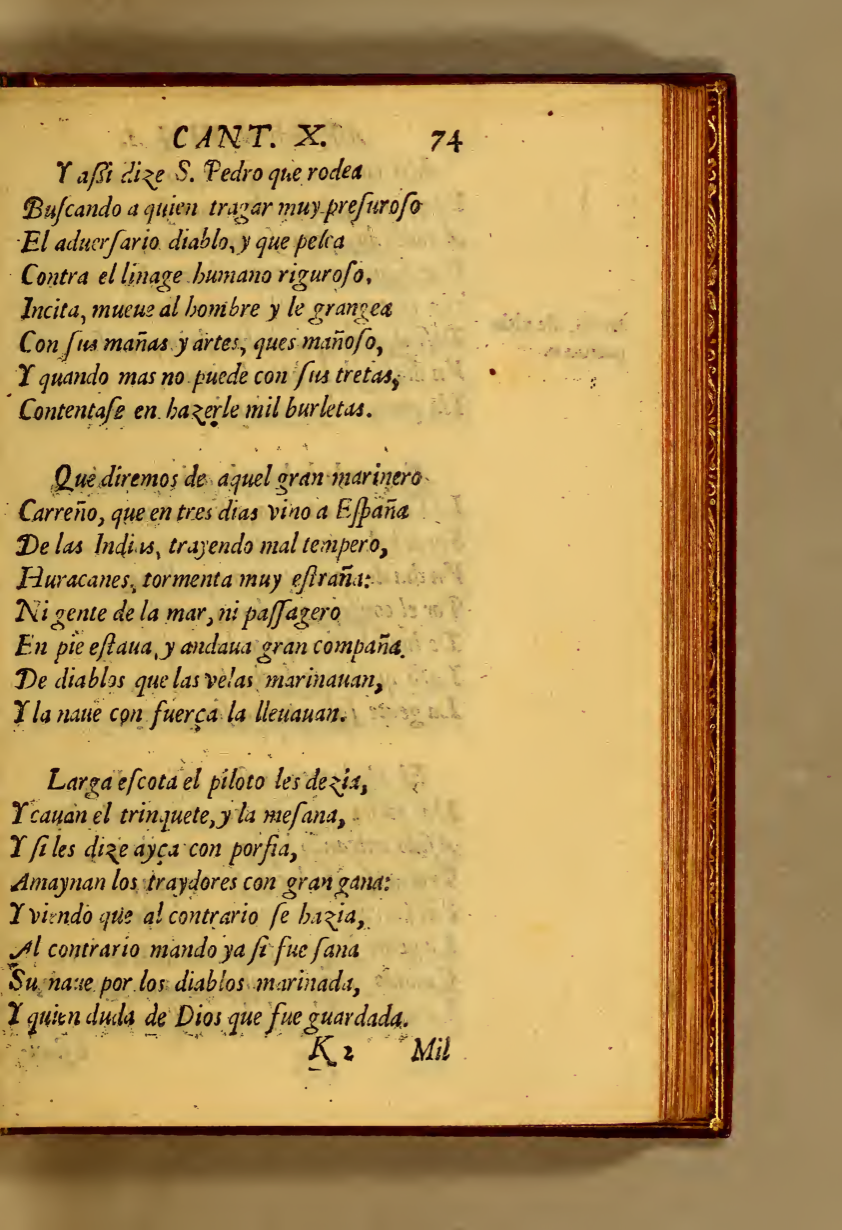 CANT. X. 74
Y aſsi dize S. Pedro que rodea
Buſcando a quien tragar muy preſuroſo
El aduerſario diablo, y que pelea
Contra el linage humano riguroſo,
Incita, mueue al hombre y le grangea
Con ſus mañas y artes, ques mañoſo,
Y quando mas no puede con ſus tretas,
Contentaſe en hazerle mil burletas.

Que diremos de aquel gran marinero
Carreño, que en tres dias vino a Eſpaña
De las Indias, trayendo mal tempero,
Huracanes, tormenta muy eſtraña:
Ni gente de la mar, ni paſſagero
En pie eſtaua, y andaua gran compaña
De diablos que las velas marinauan,
Y la naue con fuerça la lleuauan.

Larga eſcota el piloto les dezia,
Y cauan el trinquete, y la meſana,
Y ſi les dize ayça con porfia,
Amaynan los traydores con gran gana:
Y viendo que al contrario ſe hazia,
Al contrario mando ya ſi fue ſana
Su naue por los diablos marinada,
Y quien duda de Dios que fue guardada.
K 2 Mil